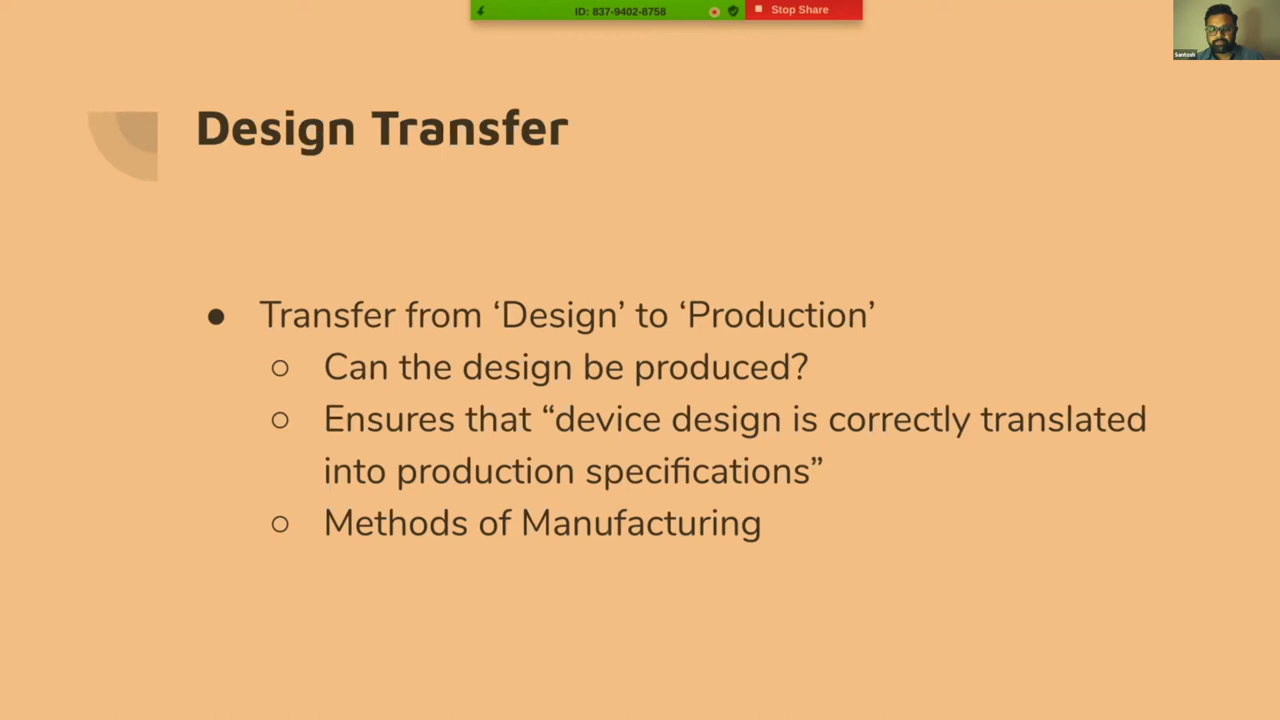 ID: 837-9402-8758
Stop Share
Santosh
Design Transfer
● Transfer from ‘Design’ to ‘Production’
○ Can the design be produced?
○ Ensures that “device design is correctly translated
into production specifications”
○ Methods of Manufacturing